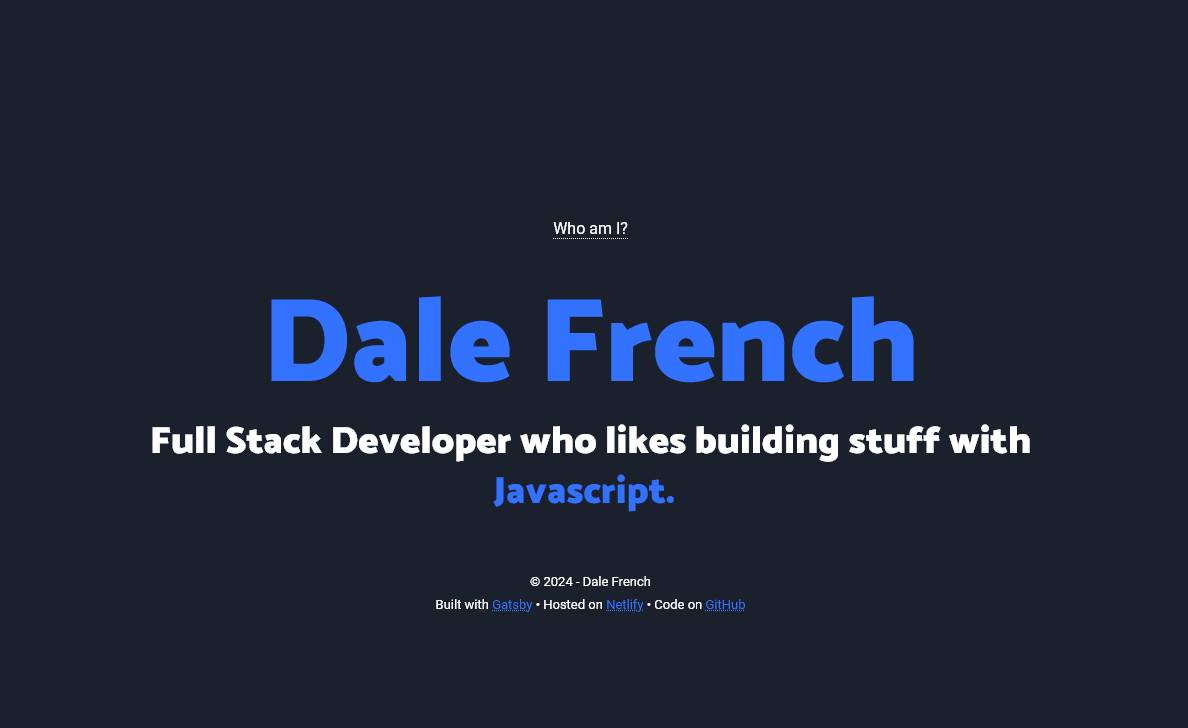 Who am I?
Dale French
Full Stack Developer who likes building stuff with
Javascript.
© 2024 - Dale French
Built with Gatsby • Hosted on Netlify • Code on GitHub